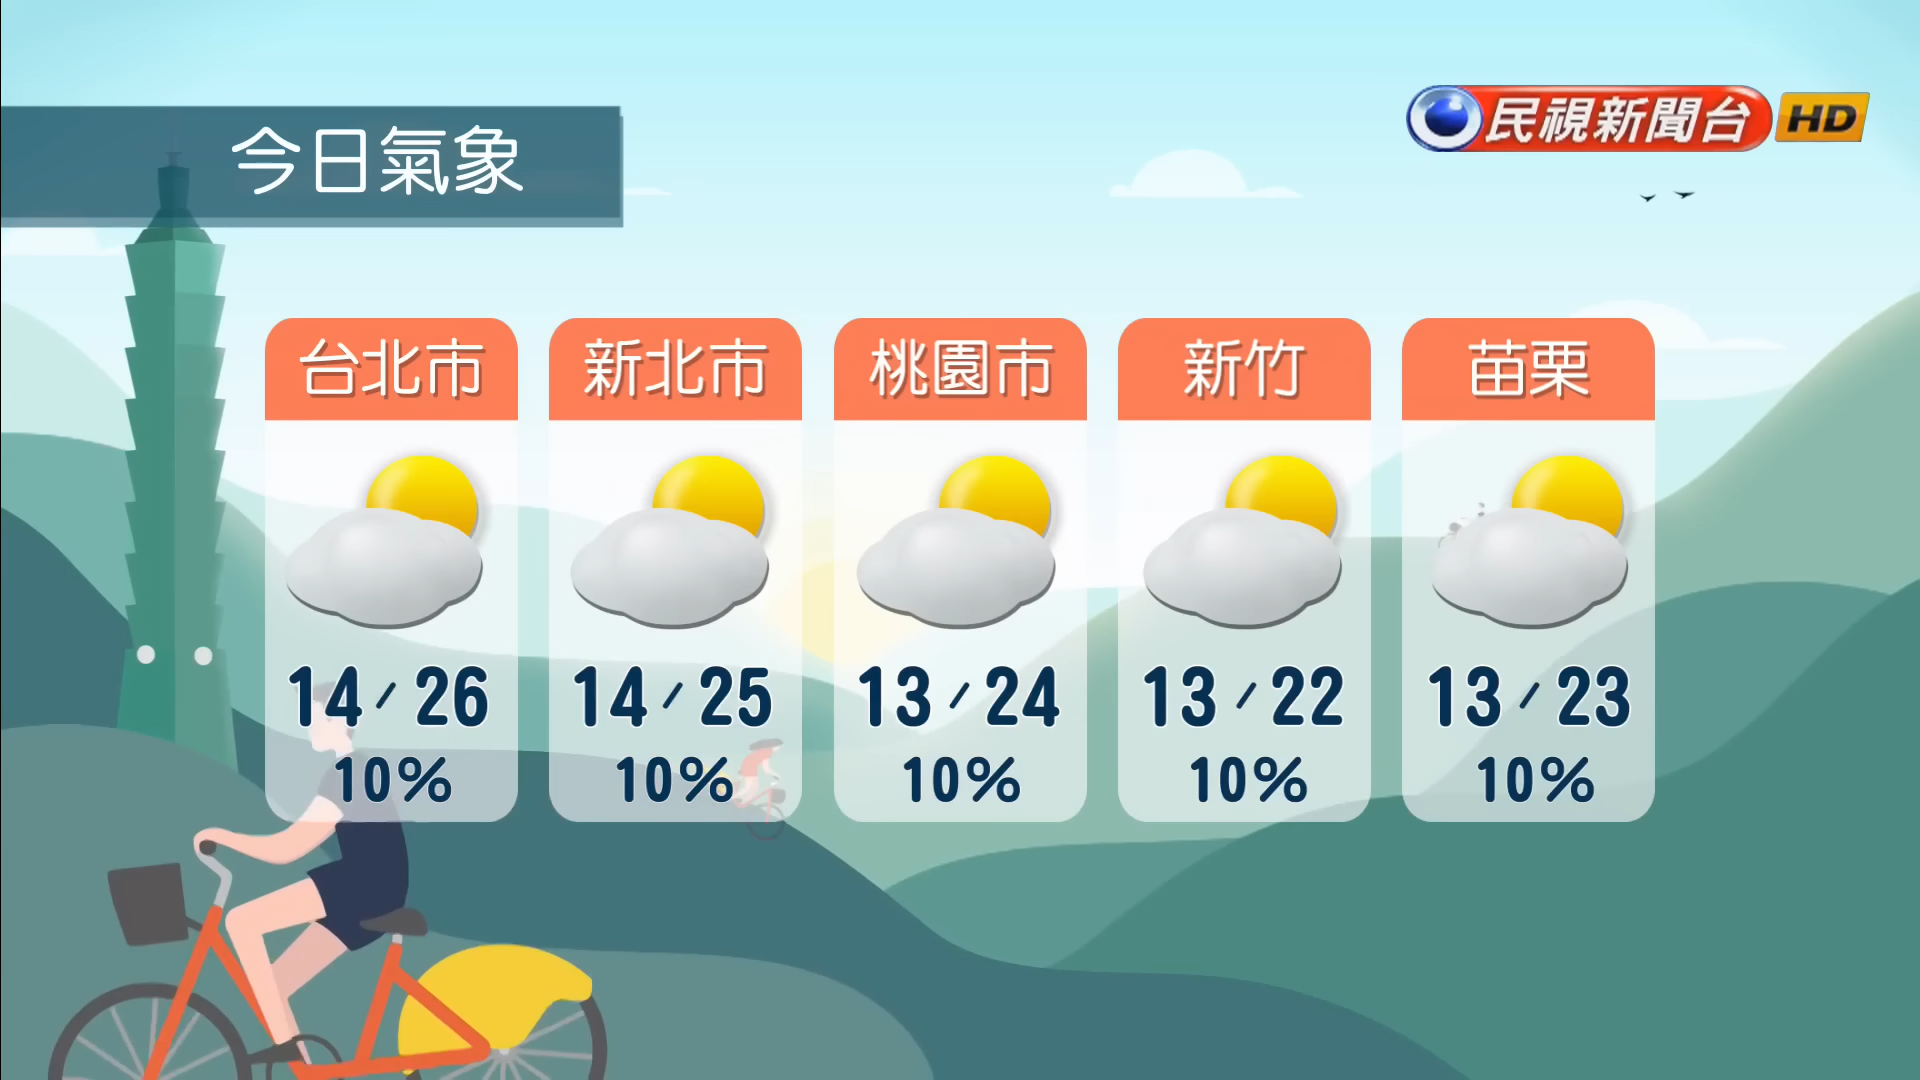 民視新聞台 HD
今日氣象
台北市 新北市 桃園市 新竹 苗栗
14/26 14/25 13/24 13/22 13/23
10% 10% 10% 10% 10%